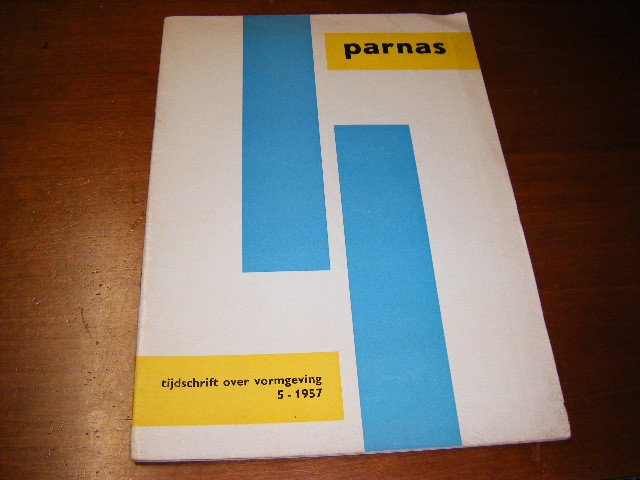 parnas
tijdschrift over vormgeving
5 - 1957